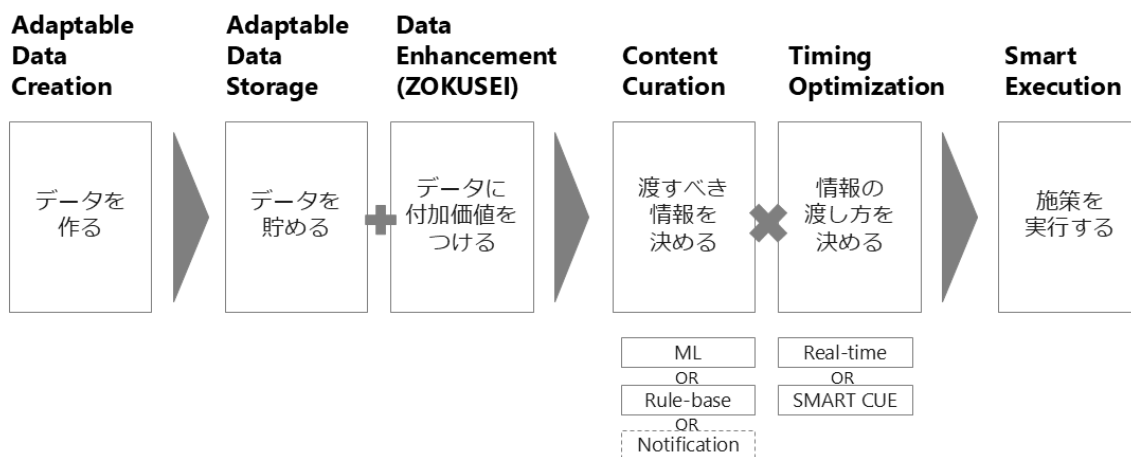 Adaptable
Data
Creation
データを
作る
Adaptable
Data
Storage
データを
貯める
Data
Enhancement
(ZOKUSEI)
データに
付加価値を
つける
Content
Curation
渡すべき
情報を
決める
ML
OR
Rule-base
OR
Notification
Timing
Optimization
情報の
渡し方を
決める
Real-time
OR
SMART CUE
Smart
Execution
施策を
実行する